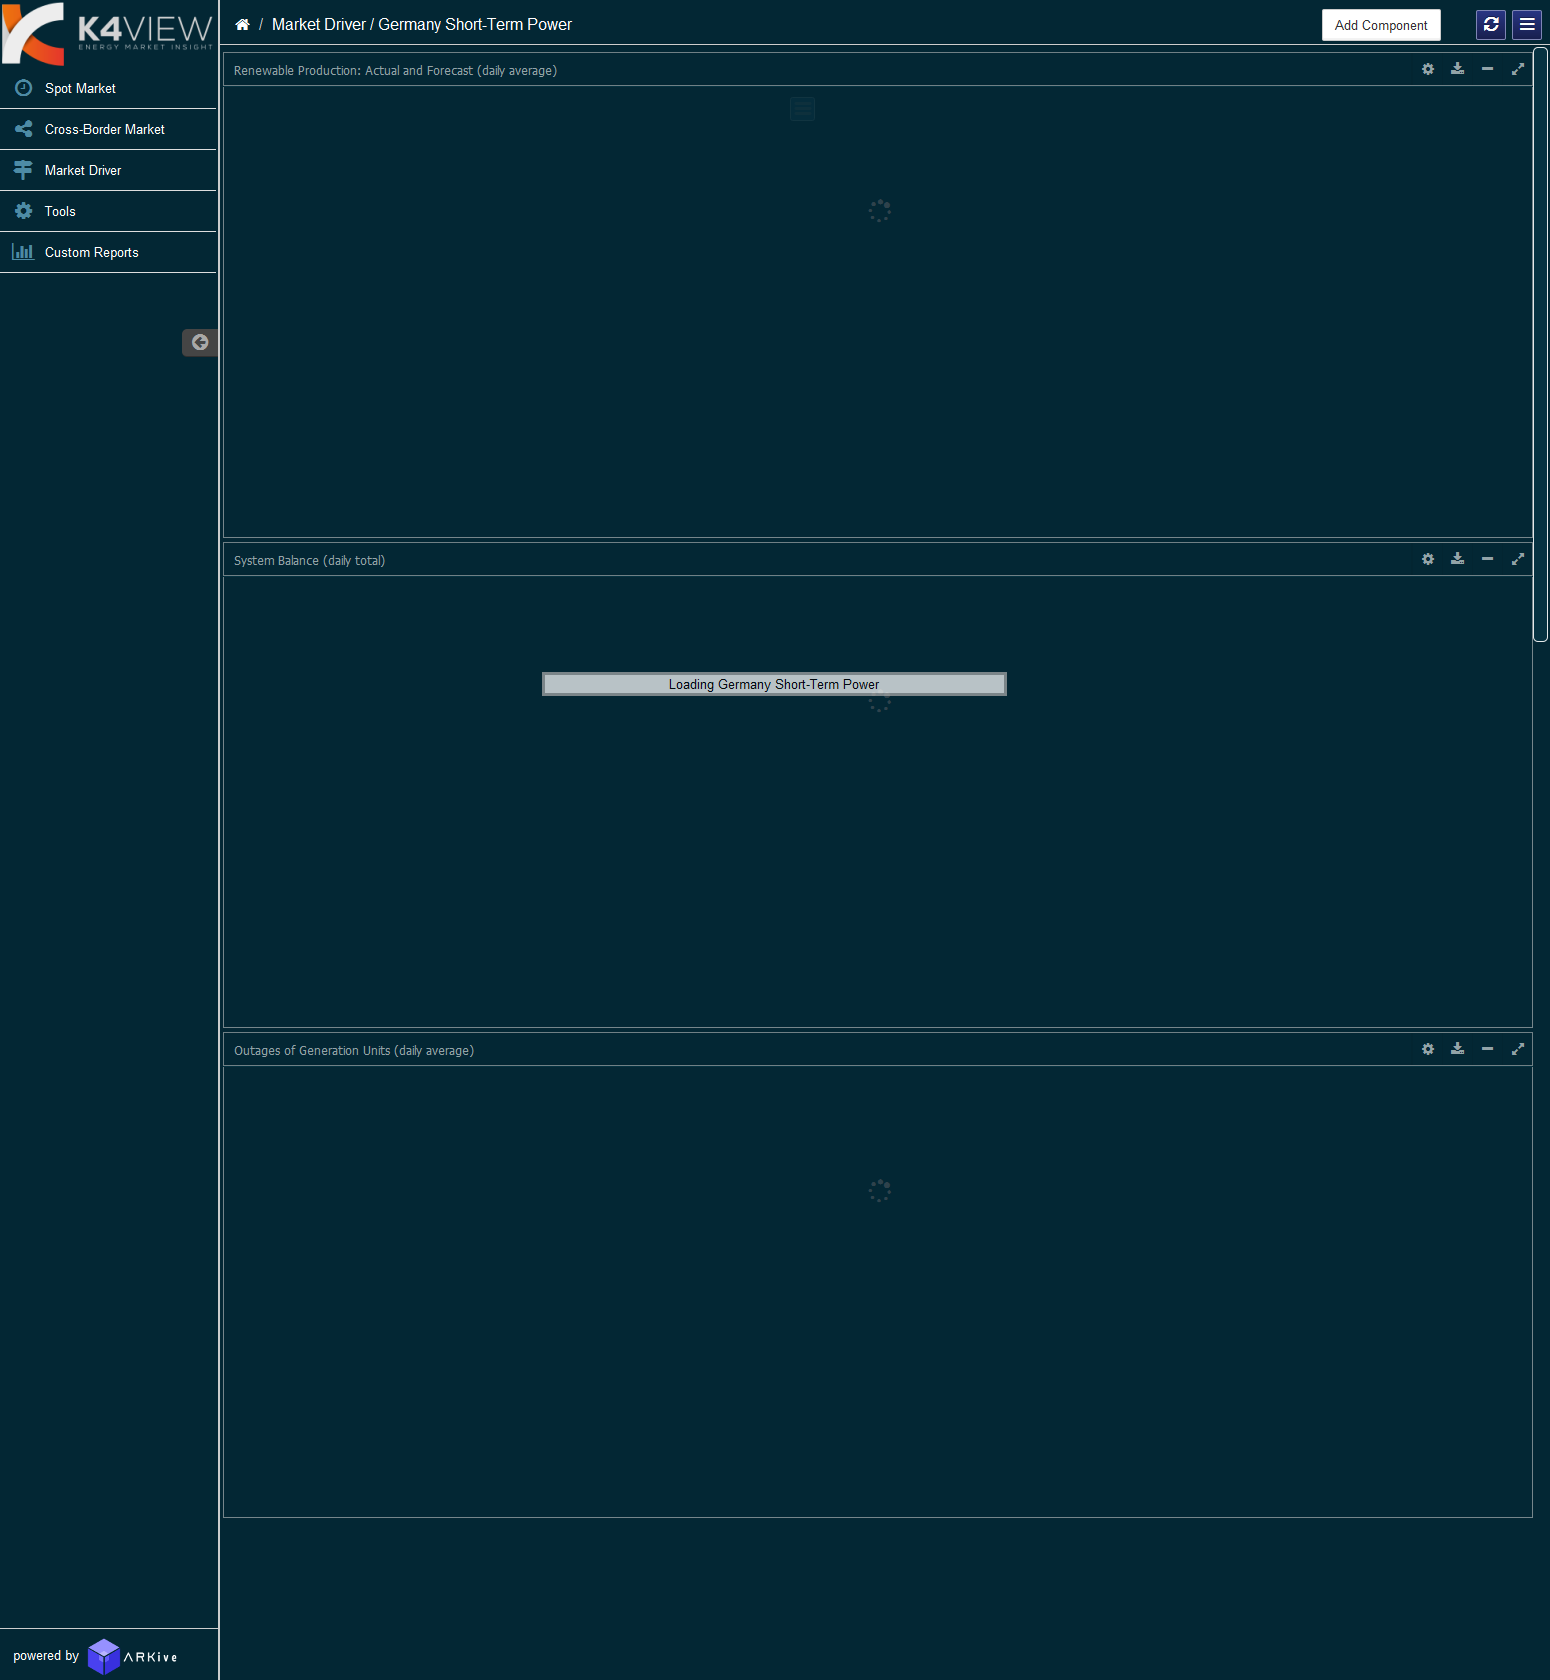 K4VIEW
ENERGY MARKET INSIGHT
/ Market Driver / Germany Short-Term Power
Add Component
Spot Market
Cross-Border Market
Market Driver
Tools
Custom Reports
Renewable Production: Actual and Forecast (daily average)
System Balance (daily total)
Loading Germany Short-Term Power
Outages of Generation Units (daily average)
powered by ARKive